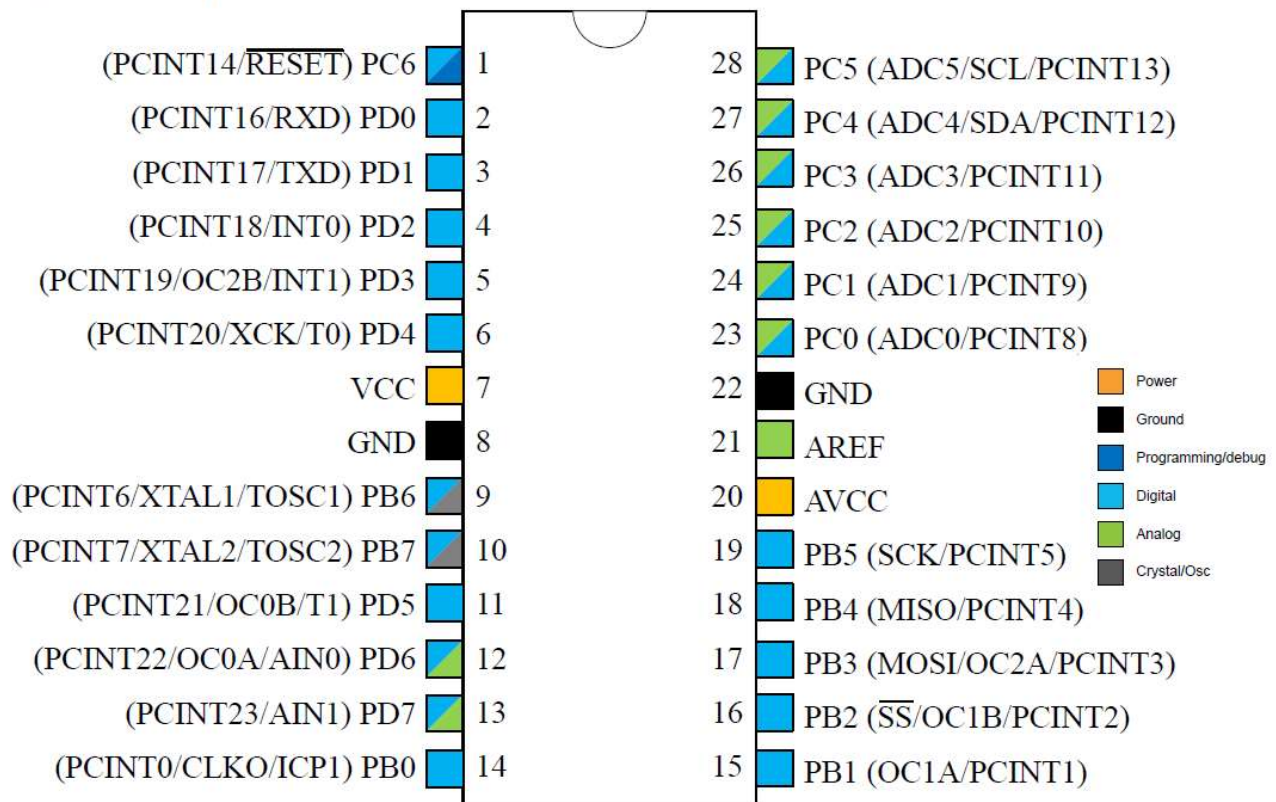 (PCINT14/RESET) PC6 1
(PCINT16/RXD) PD0 2
(PCINT17/TXD) PD1 3
(PCINT18/INT0) PD2 4
(PCINT19/OC2B/INT1) PD3 5
(PCINT20/XCK/T0) PD4 6
VCC 7
GND 8
(PCINT6/XTAL1/TOSC1) PB6 9
(PCINT7/XTAL2/TOSC2) PB7 10
(PCINT21/OC0B/T1) PD5 11
(PCINT22/OC0A/AIN0) PD6 12
(PCINT23/AIN1) PD7 13
(PCINT0/CLKO/ICP1) PB0 14
28 PC5 (ADC5/SCL/PCINT13)
27 PC4 (ADC4/SDA/PCINT12)
26 PC3 (ADC3/PCINT11)
25 PC2 (ADC2/PCINT10)
24 PC1 (ADC1/PCINT9)
23 PC0 (ADC0/PCINT8)
22 GND
21 AREF
20 AVCC
19 PB5 (SCK/PCINT5)
18 PB4 (MISO/PCINT4)
17 PB3 (MOSI/OC2A/PCINT3)
16 PB2 (SS/OC1B/PCINT2)
15 PB1 (OC1A/PCINT1)
Power
Ground
Programming/debug
Digital
Analog
Crystal/Osc